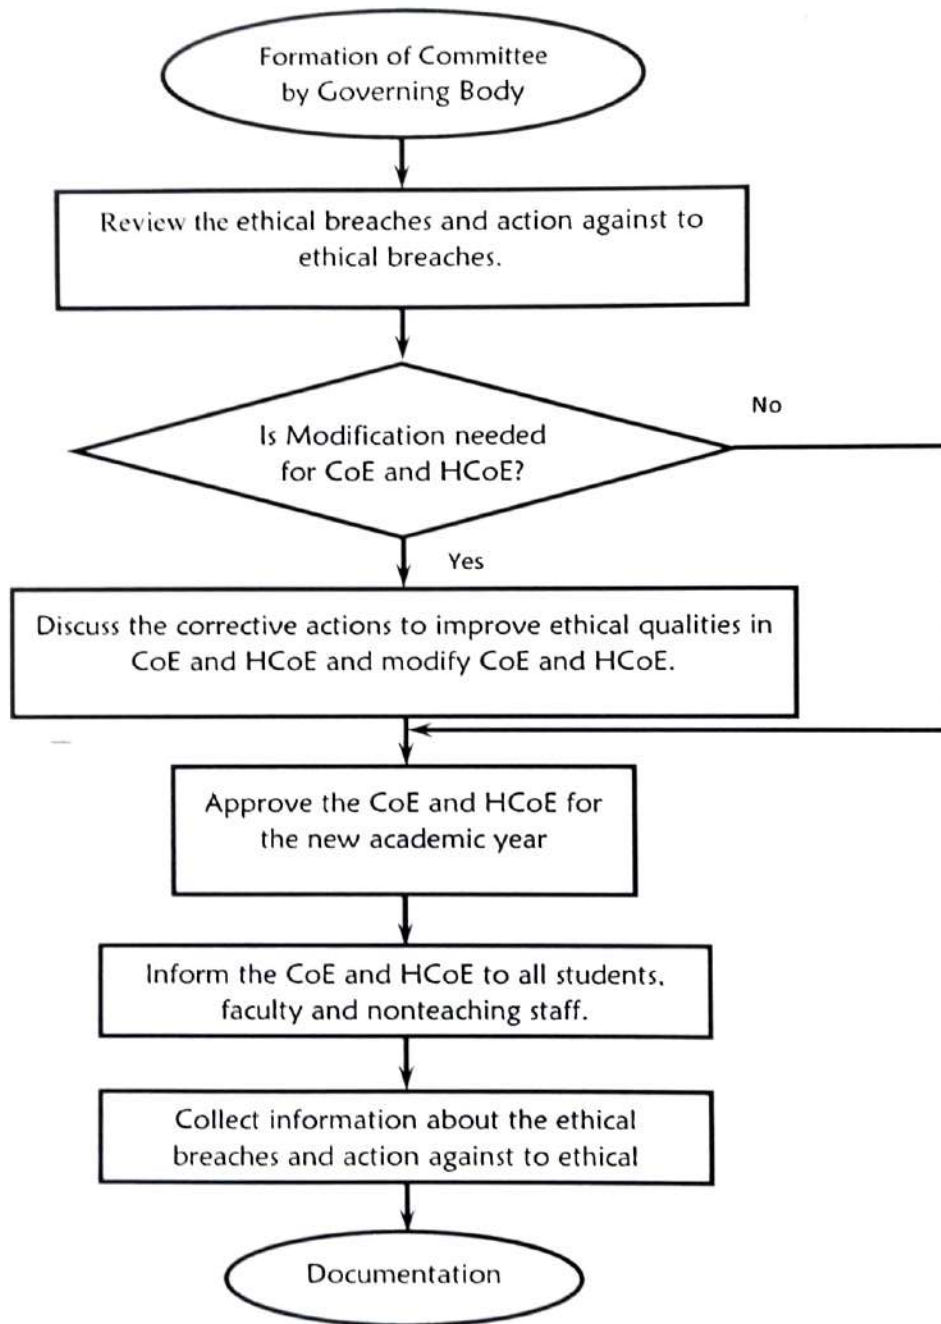 Formation of Committee
by Governing Body
Review the ethical breaches and action against to
ethical breaches.
No
Is Modification needed
for CoE and HCoE?
Yes
Discuss the corrective actions to improve ethical qualities in
CoE and HCoE and modify CoE and HCoE.
Approve the CoE and HCoE for
the new academic year
Inform the CoE and HCoE to all students,
faculty and nonteaching staff.
Collect information about the ethical
breaches and action against to ethical
Documentation